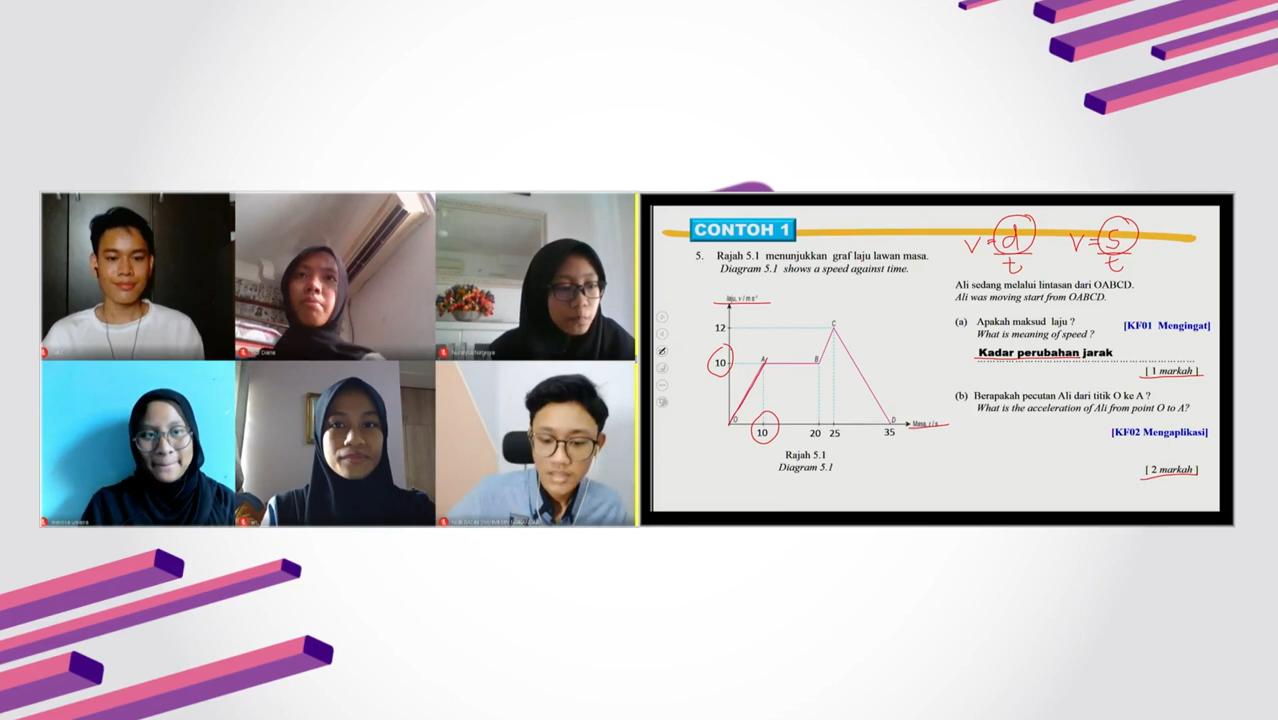 Diana
Nuralya Najjeya
CONTOH 1
v = d
t
v = s
t
5. Rajah 5.1 menunjukkan graf laju lawan masa.
Diagram 5.1 shows a speed against time.
laju, v / m s⁻¹
12
10
O
A
B
C
D
10
20
25
35
Masa, t / s
Rajah 5.1
Diagram 5.1
Ali sedang melalui lintasan dari OABCD.
Ali was moving start from OABCD.
(a) Apakah maksud laju ?
[KF01 Mengingat]
What is meaning of speed ?
Kadar perubahan jarak
[ 1 markah ]
(b) Berapakah pecutan Ali dari titik O ke A ?
What is the acceleration of Ali from point O to A?
[KF02 Mengaplikasi]
[ 2 markah ]